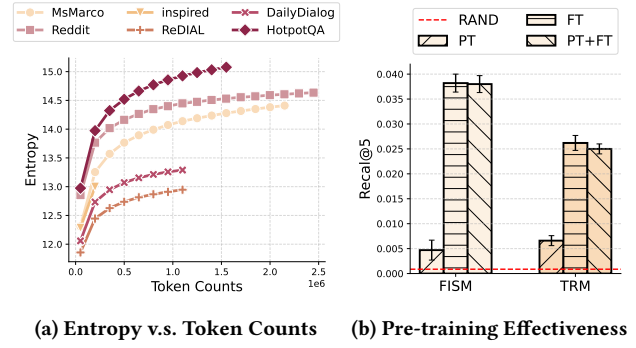 MsMarco inspired DailyDialog
Reddit ReDIAL HotpotQA
15.0
14.5
14.0
13.5
13.0
12.5
12.0
Entropy
0.0 0.5 1.0 1.5 2.0 2.5
1e6
Token Counts
(a) Entropy v.s. Token Counts
RAND FT
PT PT+FT
0.040
0.035
0.030
0.025
0.020
0.015
0.010
0.005
0.000
Recal@5
FISM TRM
(b) Pre-training Effectiveness